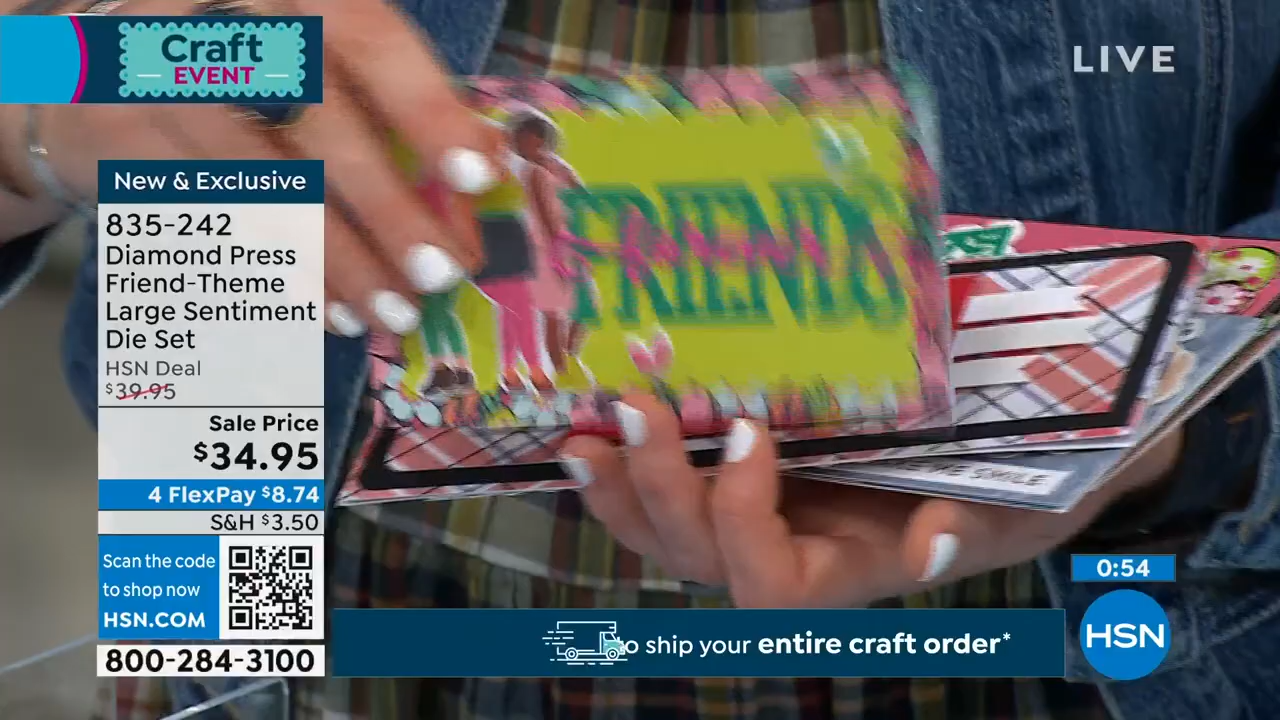 Craft
EVENT
LIVE
New & Exclusive
835-242
Diamond Press
Friend-Theme
Large Sentiment
Die Set
HSN Deal
$39.95
Sale Price
$34.95
4 FlexPay $8.74
S&H $3.50
Scan the code
to shop now
HSN.COM
800-284-3100
FRIENDS
SMILE
0:54
HSN
o ship your entire craft order*